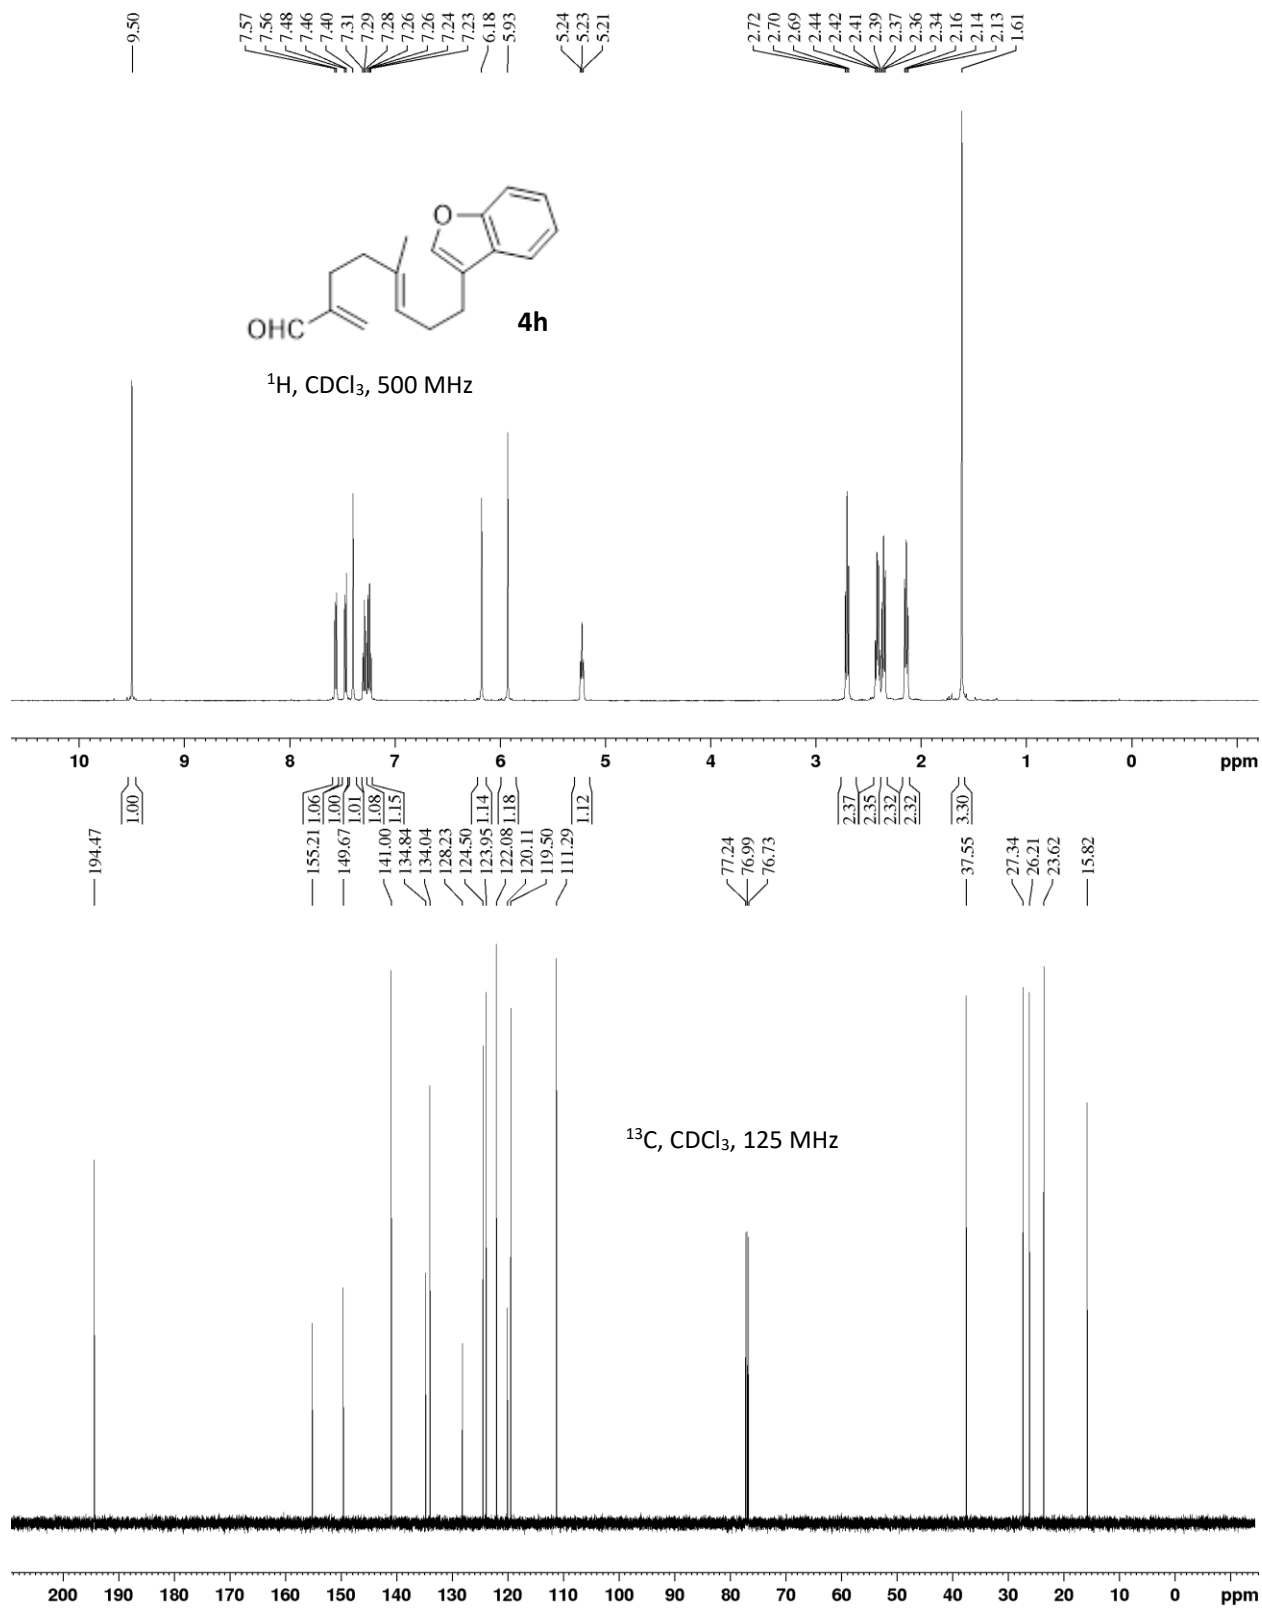 9.50 7.57 7.56 7.48 7.46 7.40 7.31 7.29 7.28 7.26 7.26 7.24 7.23 6.18 5.93 5.24 5.23 5.21 2.72 2.70 2.69 2.44 2.42 2.41 2.39 2.37 2.36 2.34 2.16 2.14 2.13 1.61
O
OHC
4h
¹H, CDCl₃, 500 MHz
10 9 8 7 6 5 4 3 2 1 0 ppm
1.00 1.06 1.00 1.01 1.08 1.15 1.14 1.18 1.12 2.37 2.35 2.32 2.32 3.30
194.47 155.21 149.67 141.00 134.84 134.04 128.23 124.50 123.95 122.08 120.11 119.50 111.29 77.24 76.99 76.73 37.55 27.34 26.21 23.62 15.82
¹³C, CDCl₃, 125 MHz
200 190 180 170 160 150 140 130 120 110 100 90 80 70 60 50 40 30 20 10 0 ppm